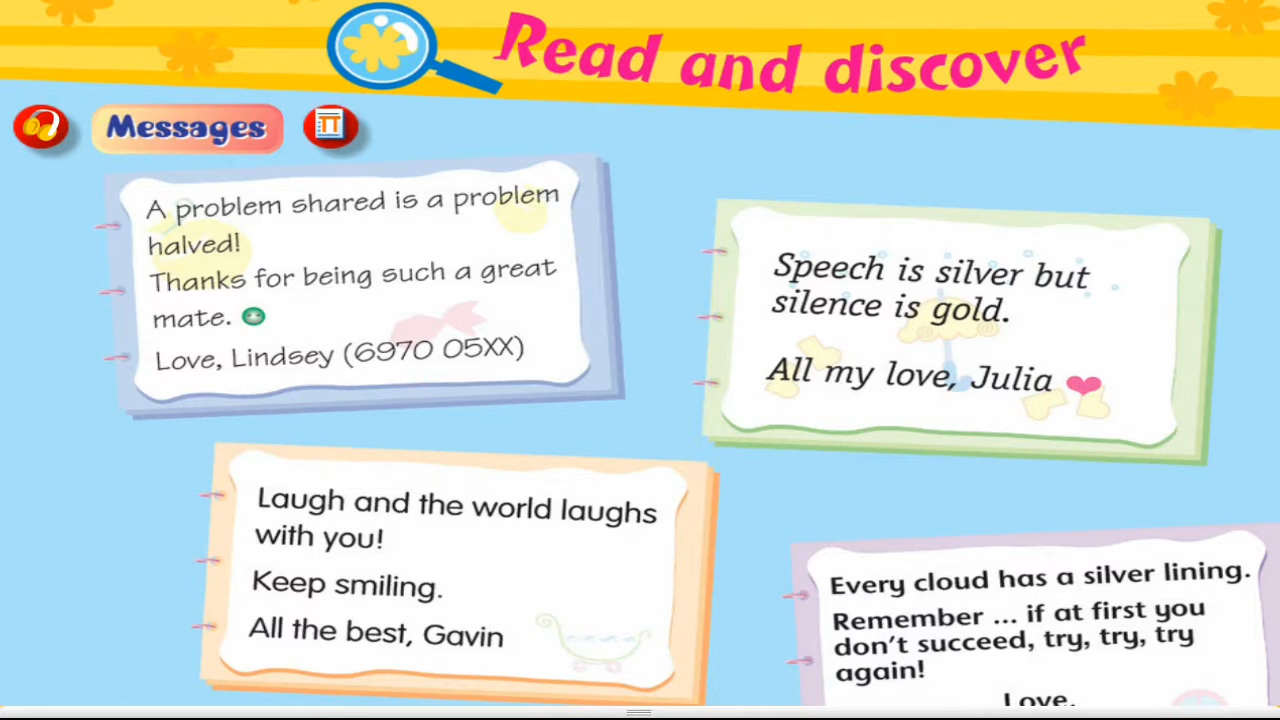 Read and discover
Messages
A problem shared is a problem
halved!
Thanks for being such a great
mate.
Love, Lindsey (6970 05XX)
Speech is silver but
silence is gold.
All my love, Julia
Laugh and the world laughs
with you!
Keep smiling.
All the best, Gavin
Every cloud has a silver lining.
Remember ... if at first you
don't succeed, try, try, try
again!
Love,